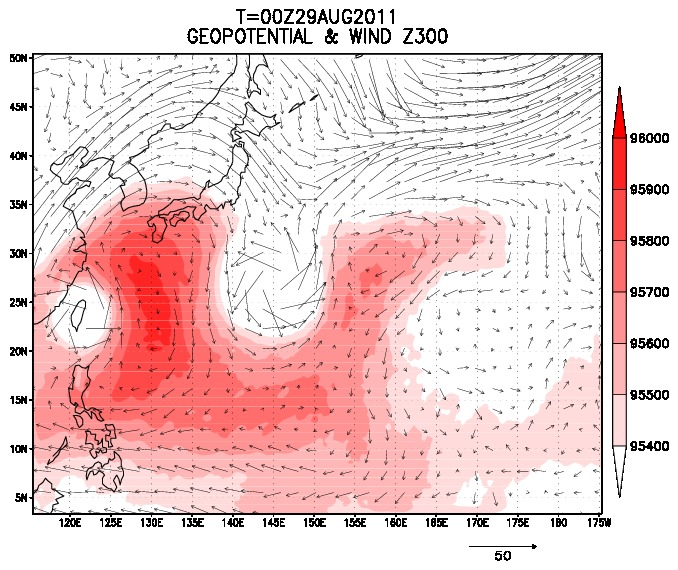 T=00Z29AUG2011
GEOPOTENTIAL & WIND Z300
50N
45N
40N
35N
30N
25N
20N
15N
10N
5N
120E 125E 130E 135E 140E 145E 150E 155E 160E 165E 170E 175E 180 175W
96000
95900
95800
95700
95600
95500
95400
50